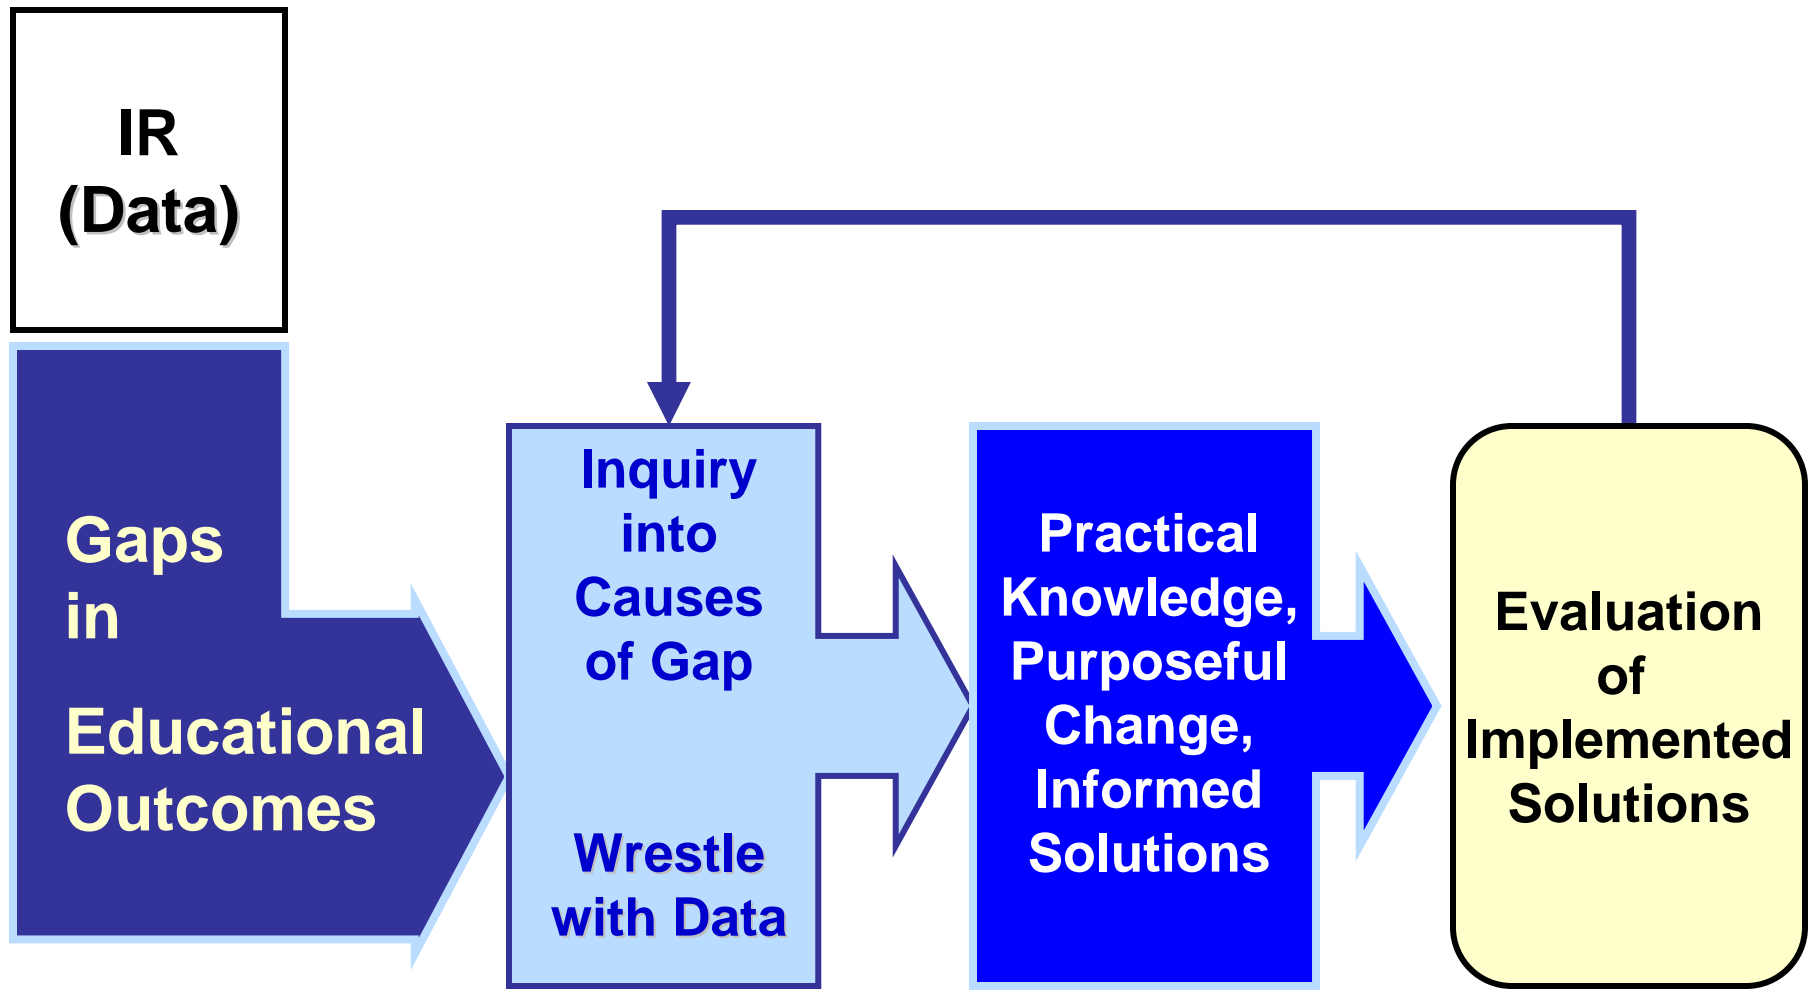 IR
(Data)
Gaps
in
Educational
Outcomes
Inquiry
into
Causes
of Gap
Wrestle
with Data
Practical
Knowledge,
Purposeful
Change,
Informed
Solutions
Evaluation
of
Implemented
Solutions